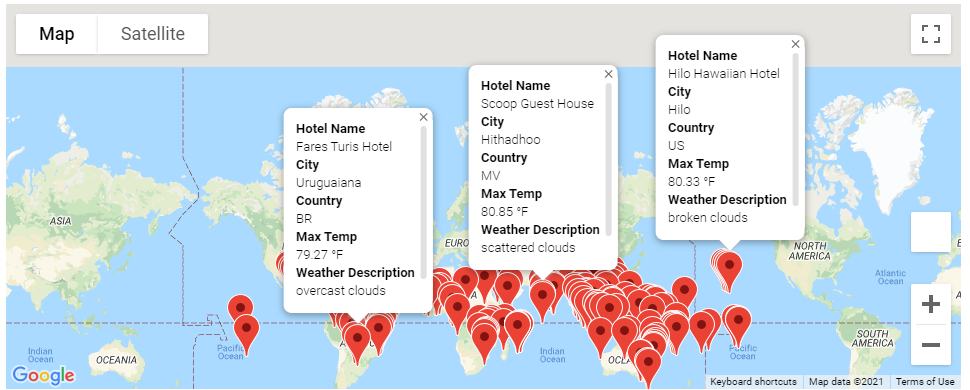 Map
Satellite
Hotel Name
Fares Turis Hotel
City
Uruguaiana
Country
BR
Max Temp
79.27 °F
Weather Description
overcast clouds
Hotel Name
Scoop Guest House
City
Hithadhoo
Country
MV
Max Temp
80.85 °F
Weather Description
scattered clouds
Hotel Name
Hilo Hawaiian Hotel
City
Hilo
Country
US
Max Temp
80.33 °F
Weather Description
broken clouds
ASIA
EURO
NORTH
AMERICA
Atlantic
Ocean
Pacific
Ocean
Indian
Ocean
OCEANIA
Indian
Ocean
Pacific
Ocean
SOUTH
AMERICA
Google
Keyboard shortcuts
Map data ©2021
Terms of Use